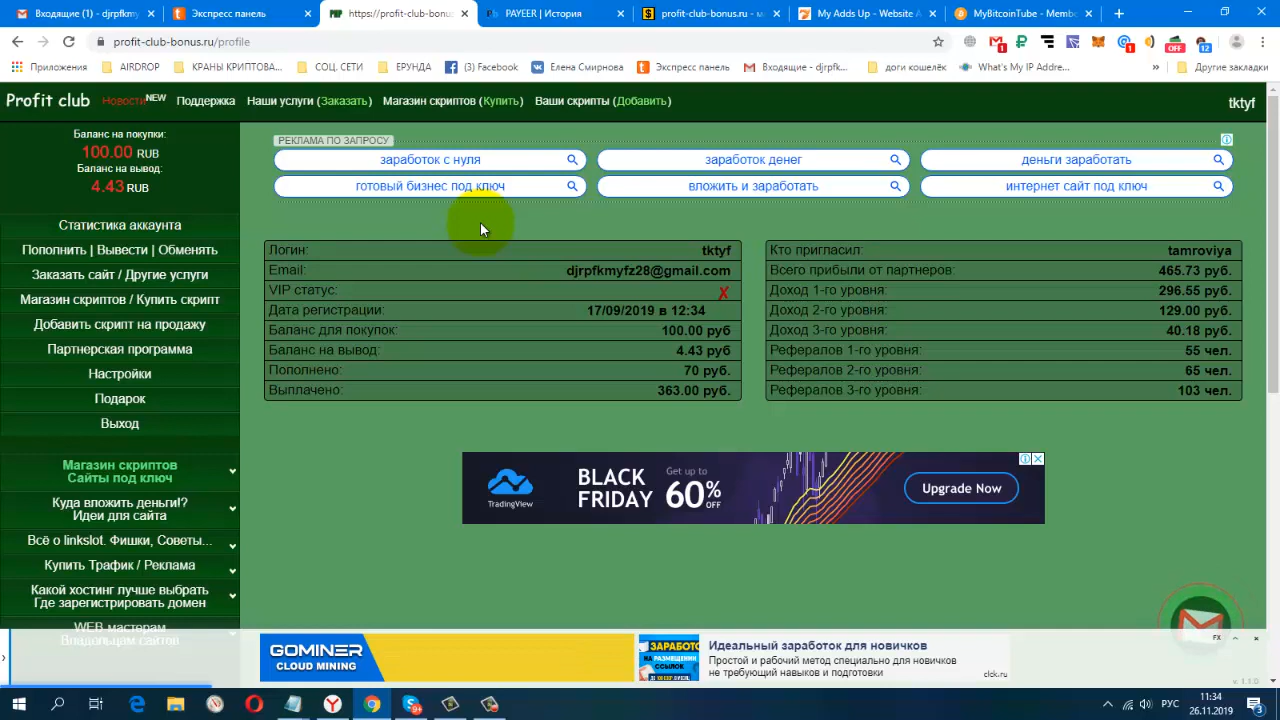 Входящие (1) - djrpfkmy
Экспресс панель
https://profit-club-bonus
PAYEER | История
profit-club-bonus.ru - м
My Adds Up - Website A
MyBitcoinTube - Membe
profit-club-bonus.ru/profile
Приложения
AIRDROP
КРАНЫ КРИПТОВА...
СОЦ. СЕТИ
ЕРУНДА
(3) Facebook
Елена Смирнова
Экспресс панель
Входящие - djrpfk...
доги кошелёк
What's My IP Addre...
»
Другие закладки
Profit club
Новости NEW
Поддержка
Наши услуги (Заказать)
Магазин скриптов (Купить)
Ваши скрипты (Добавить)
tktyf
Баланс на покупки:
100.00 RUB
Баланс на вывод:
4.43 RUB
Статистика аккаунта
Пополнить | Вывести | Обменять
Заказать сайт / Другие услуги
Магазин скриптов / Купить скрипт
Добавить скрипт на продажу
Партнерская программа
Настройки
Подарок
Выход
Магазин скриптов
Сайты под ключ
Куда вложить деньги!?
Идеи для сайта
Всё о linkslot. Фишки, Советы...
Купить Трафик / Реклама
Какой хостинг лучше выбрать
Где зарегистрировать домен
WEB мастерам
Владельцам сайтов
РЕКЛАМА ПО ЗАПРОСУ
заработок с нуля
заработок денег
деньги заработать
готовый бизнес под ключ
вложить и заработать
интернет сайт под ключ
Логин: tktyf
Email: djrpfkmyfz28@gmail.com
VIP статус: X
Дата регистрации: 17/09/2019 в 12:34
Баланс для покупок: 100.00 руб
Баланс на вывод: 4.43 руб
Пополнено: 70 руб.
Выплачено: 363.00 руб.
Кто пригласил: tamroviya
Всего прибыли от партнеров: 465.73 руб.
Доход 1-го уровня: 296.55 руб.
Доход 2-го уровня: 129.00 руб.
Доход 3-го уровня: 40.18 руб.
Рефералов 1-го уровня: 55 чел.
Рефералов 2-го уровня: 65 чел.
Рефералов 3-го уровня: 103 чел.
TradingView
BLACK
FRIDAY
Get up to
60% OFF
Upgrade Now
GOMINER
CLOUD MINING
Идеальный заработок для новичков
Простой и рабочий метод специально для новичков
не требующий навыков и подготовки
clck.ru
FX
v. 1.1.0
РУС
11:34
26.11.2019